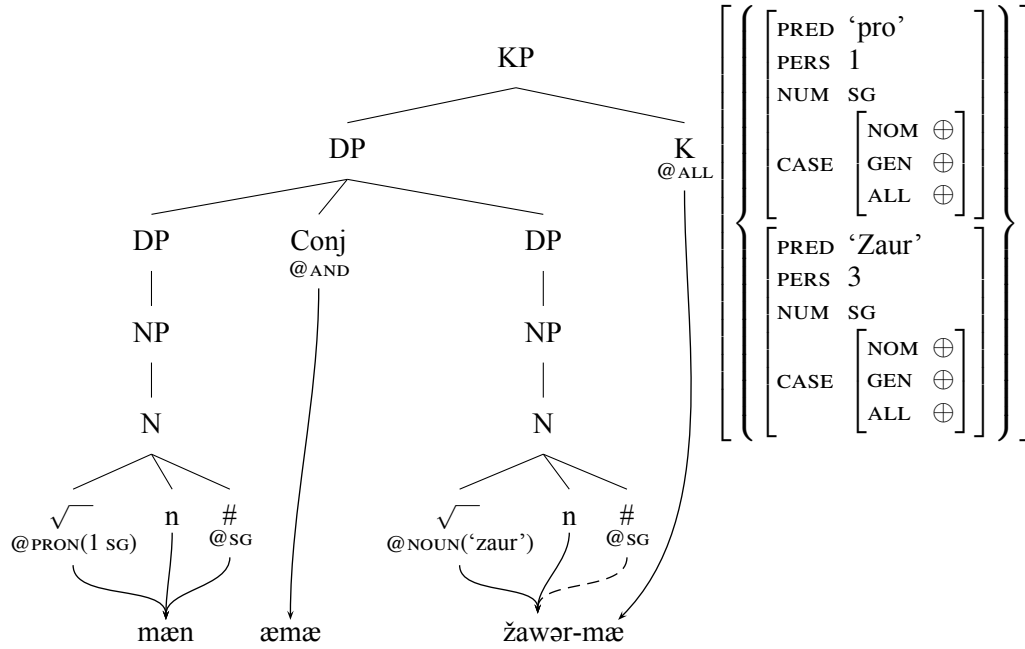 KP
DP K
@ALL
DP Conj DP
@AND
NP NP
N N
√ n # √ n #
@PRON(1 SG) @SG @NOUN(‘zaur’) @SG
mæn æmæ žawər-mæ
PRED ‘pro’
PERS 1
NUM SG
CASE NOM ⊕
GEN ⊕
ALL ⊕
PRED ‘Zaur’
PERS 3
NUM SG
CASE NOM ⊕
GEN ⊕
ALL ⊕